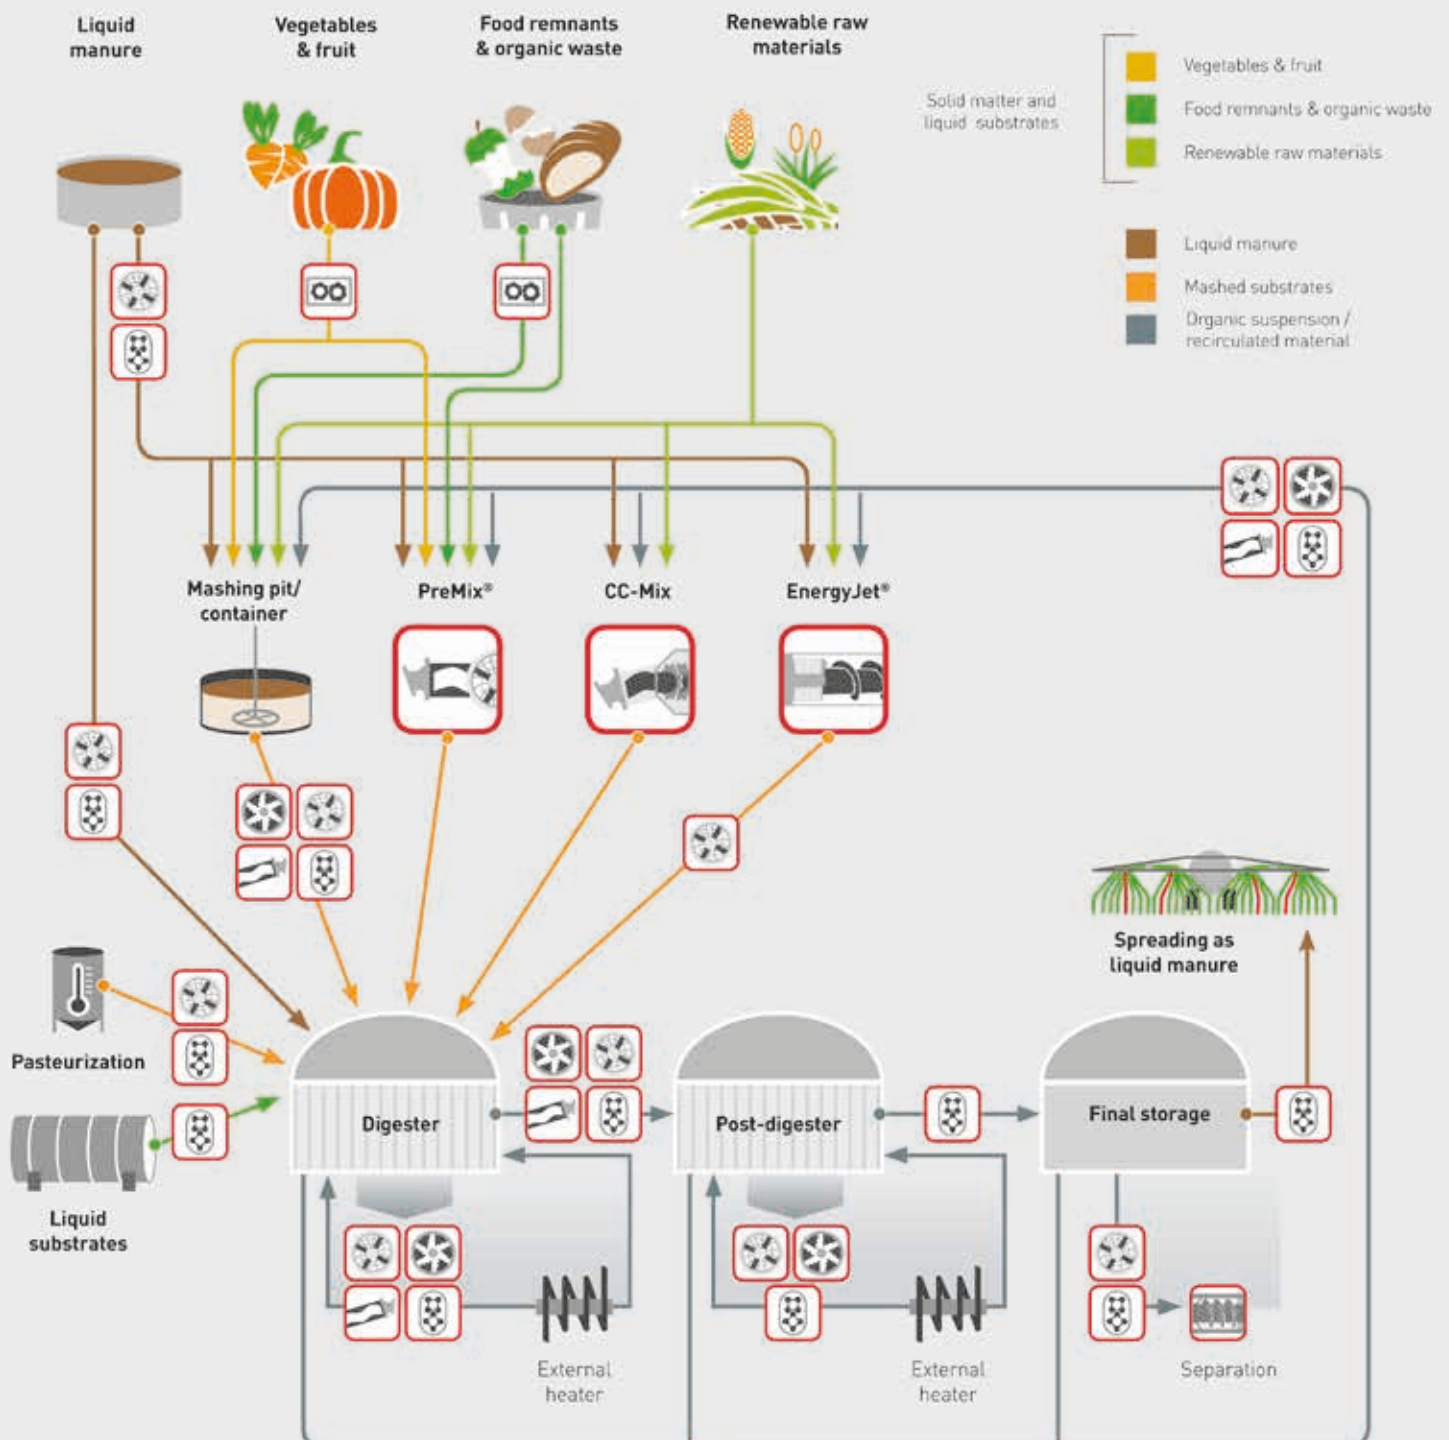 Liquid
manure
Vegetables
& fruit
Food remnants
& organic waste
Renewable raw
materials
Solid matter and
liquid substrates
Vegetables & fruit
Food remnants & organic waste
Renewable raw materials
Liquid manure
Mashed substrates
Organic suspension /
recirculated material
Mashing pit/
container
PreMix®
CC-Mix
EnergyJet®
Spreading as
liquid manure
Pasteurization
Digester
Post-digester
Final storage
Liquid
substrates
External
heater
External
heater
Separation